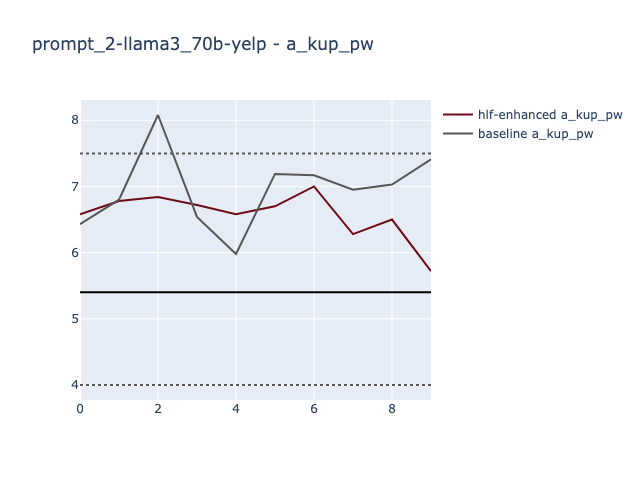 prompt_2-llama3_70b-yelp - a_kup_pw
hlf-enhanced a_kup_pw
baseline a_kup_pw
8
7
6
5
4
0 2 4 6 8